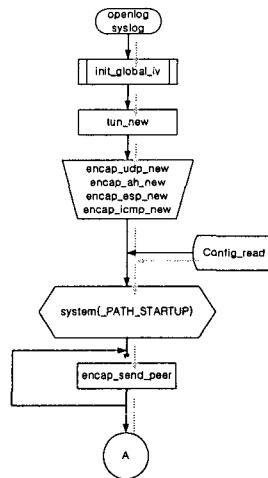 openlog
syslog
init_global_iv
tun_new
encap_udp_new
encap_ah_new
encap_esp_new
encap_icmp_new
Config_read
system(_PATH_STARTUP)
encap_send_peer
A